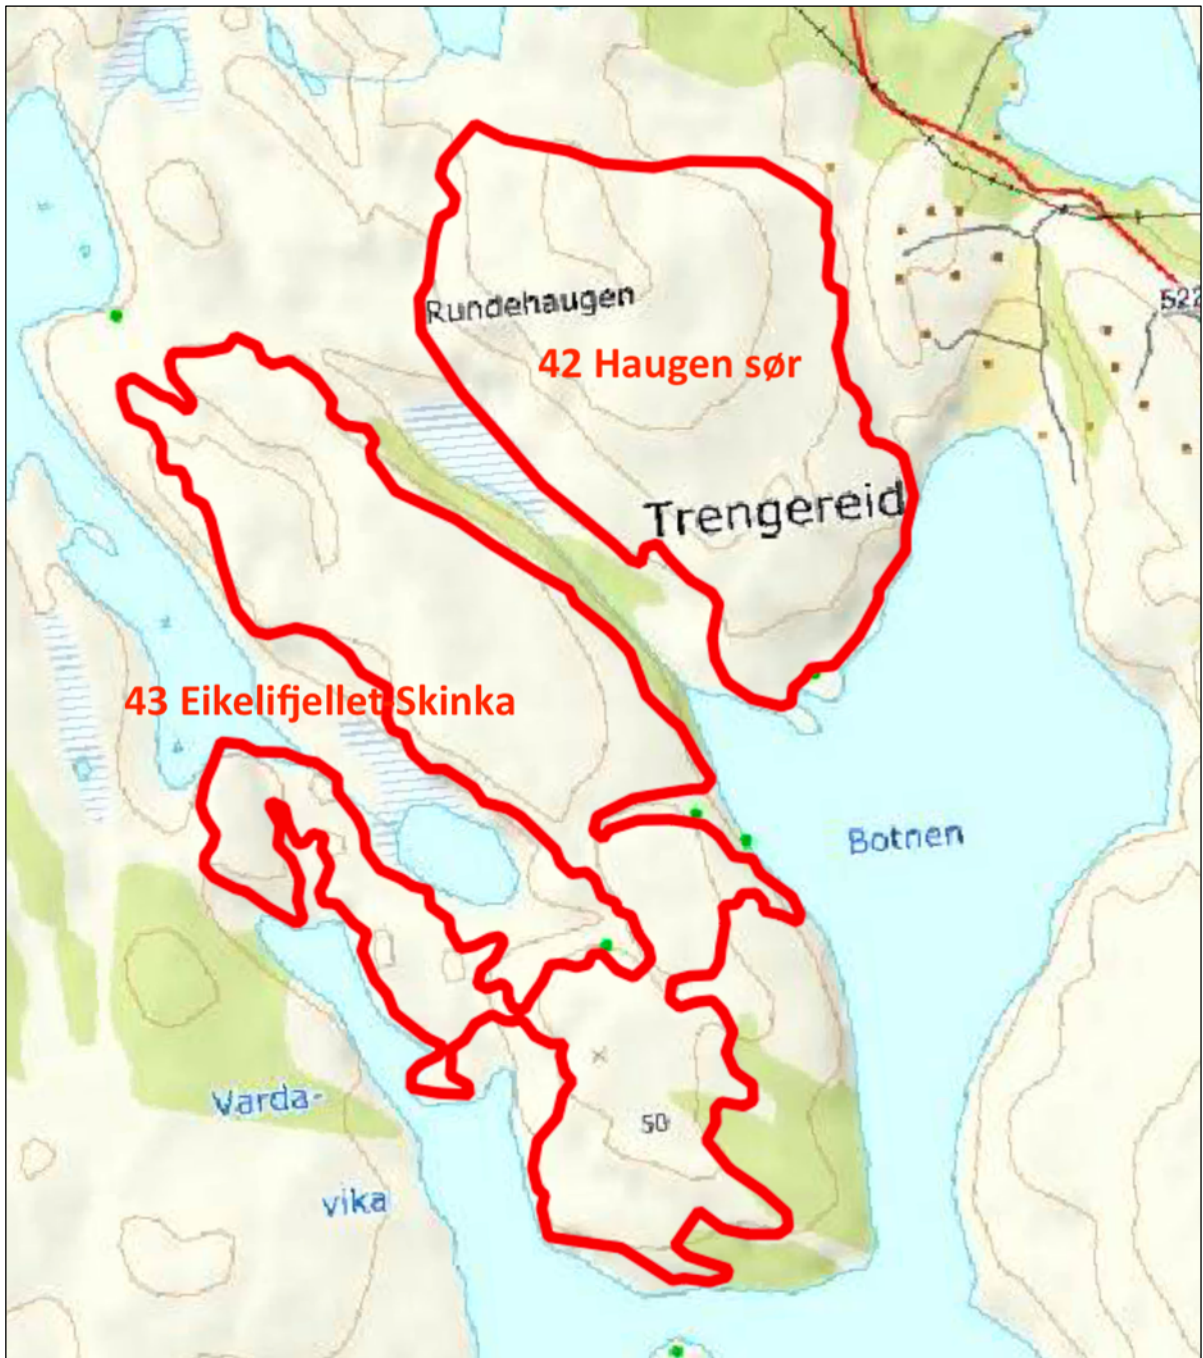 Rundehaugen
522
42 Haugen sør
Trengereid
43 Eikelifjellet-Skinka
Botnen
Varda-
50
vika